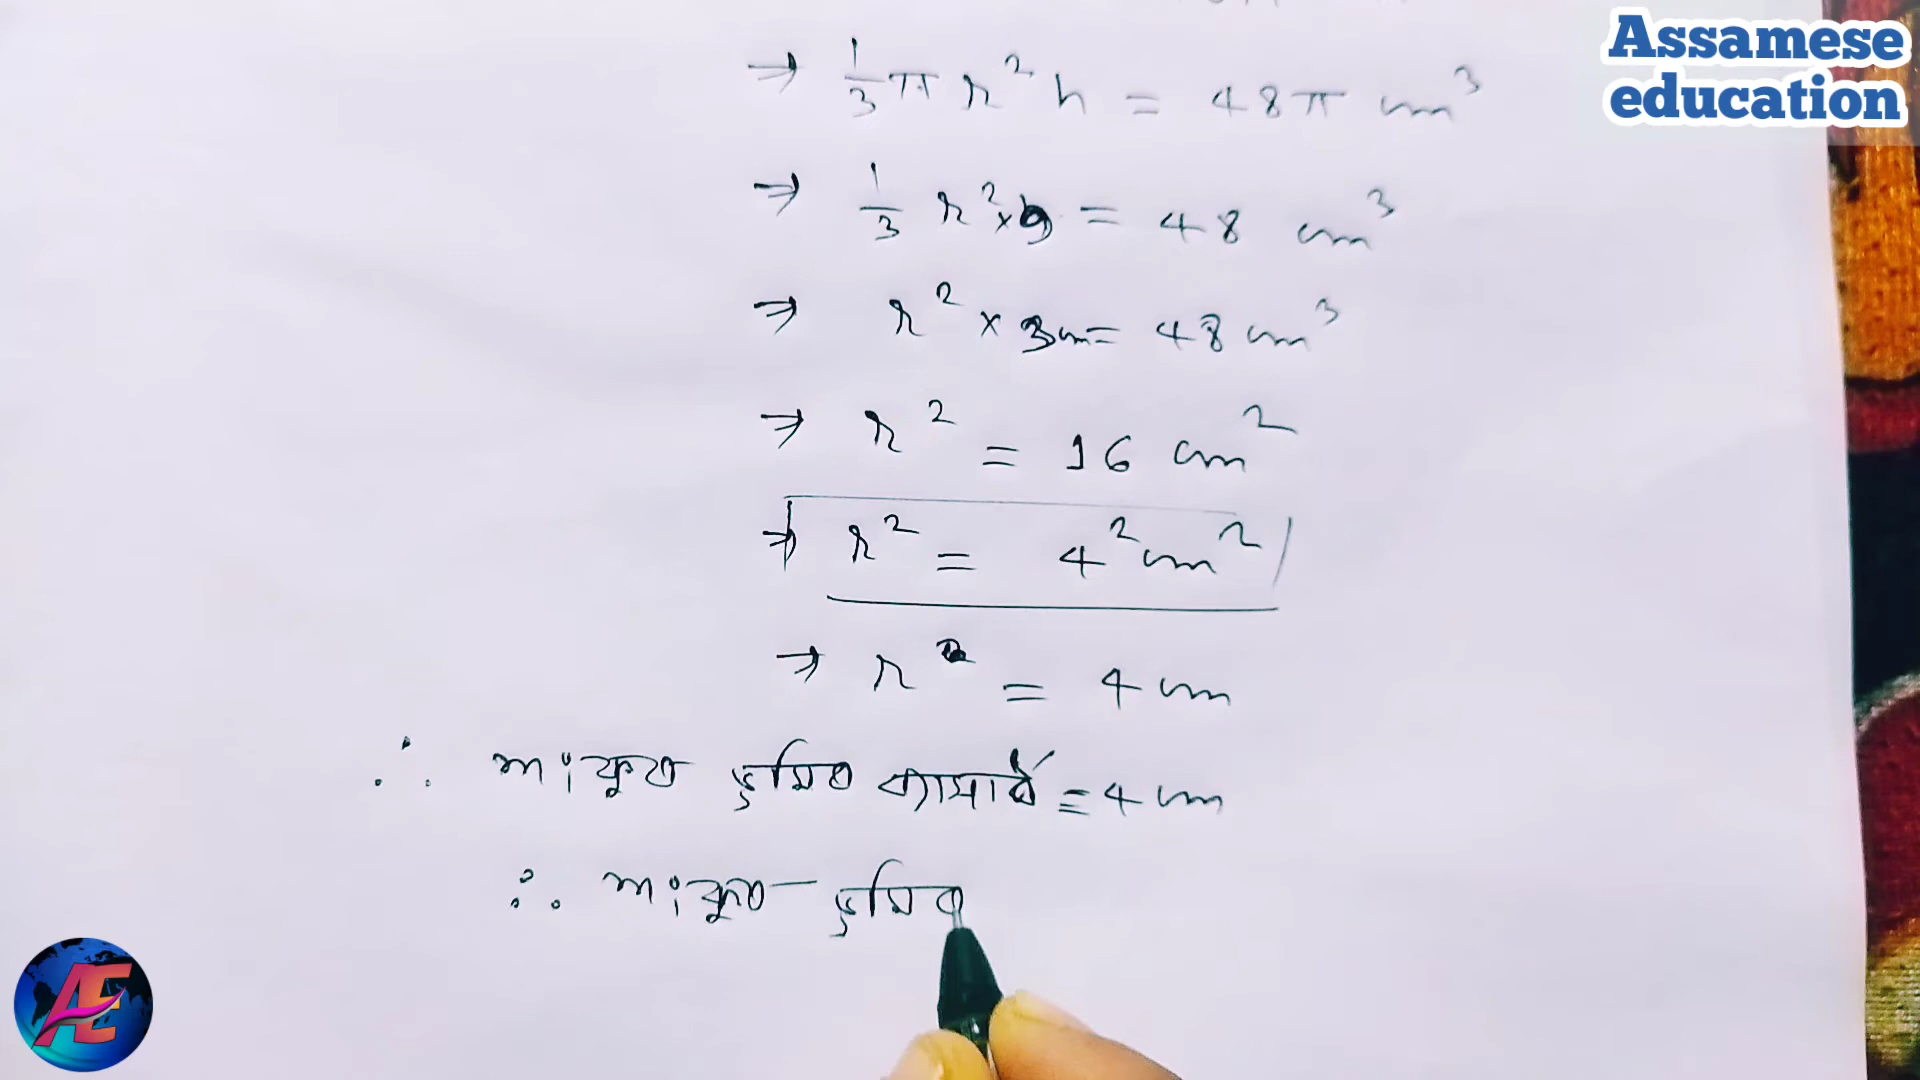 Assamese
education
⇒ 1/3 π r² h = 48π cm³
⇒ 1/3 r² × 9 = 48 cm³
⇒ r² × 3cm = 48 cm³
⇒ r² = 16 cm²
⇒ r² = 4² cm²
⇒ r = 4 cm
∴ শংকুৰ ভূমিৰ ব্যাসাৰ্ধ = 4 cm
∴ শংকুৰ ভূমিৰ
AE